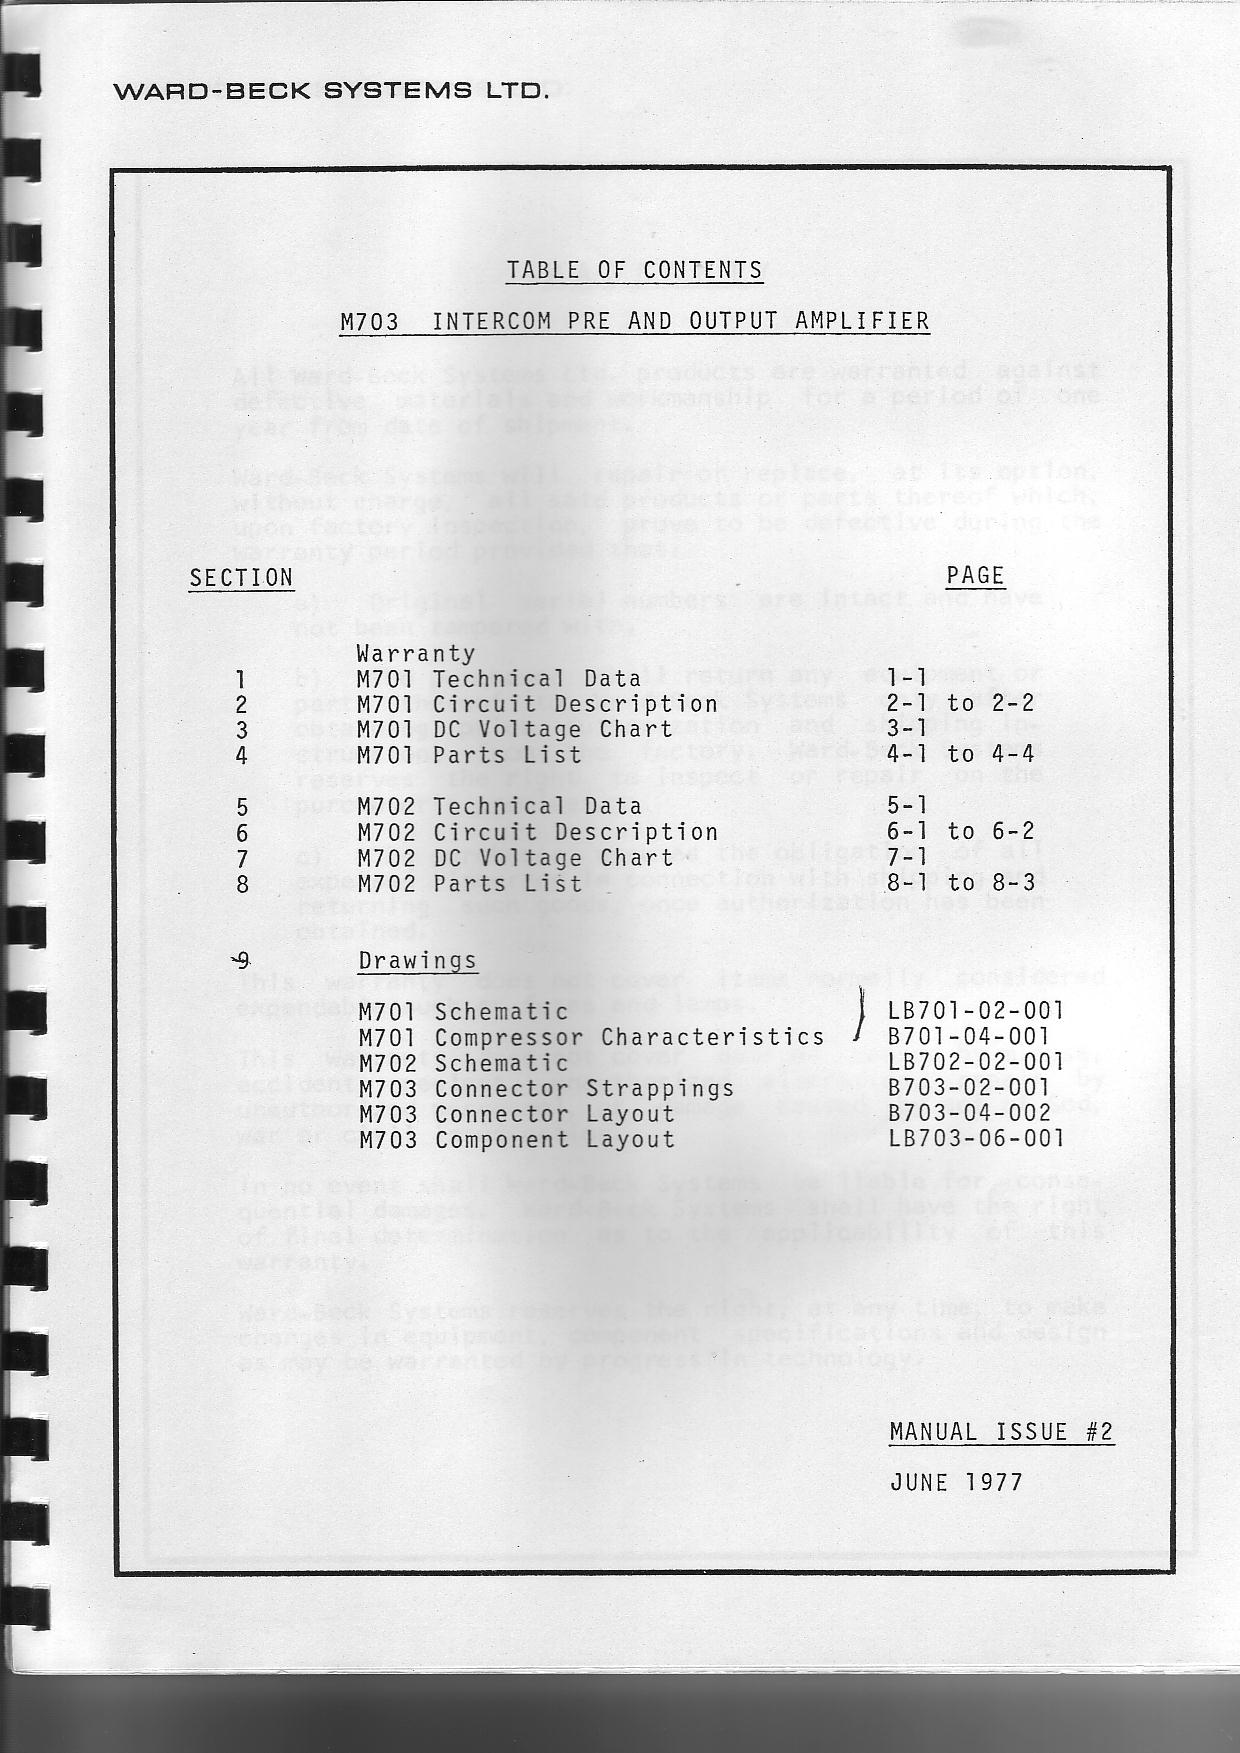 WARD-BECK SYSTEMS LTD.
TABLE OF CONTENTS
M703 INTERCOM PRE AND OUTPUT AMPLIFIER
SECTION PAGE
Warranty
1 M701 Technical Data 1-1
2 M701 Circuit Description 2-1 to 2-2
3 M701 DC Voltage Chart 3-1
4 M701 Parts List 4-1 to 4-4
5 M702 Technical Data 5-1
6 M702 Circuit Description 6-1 to 6-2
7 M702 DC Voltage Chart 7-1
8 M702 Parts List 8-1 to 8-3
9 Drawings
M701 Schematic LB701-02-001
M701 Compressor Characteristics B701-04-001
M702 Schematic LB702-02-001
M703 Connector Strappings B703-02-001
M703 Connector Layout B703-04-002
M703 Component Layout LB703-06-001
MANUAL ISSUE #2
JUNE 1977